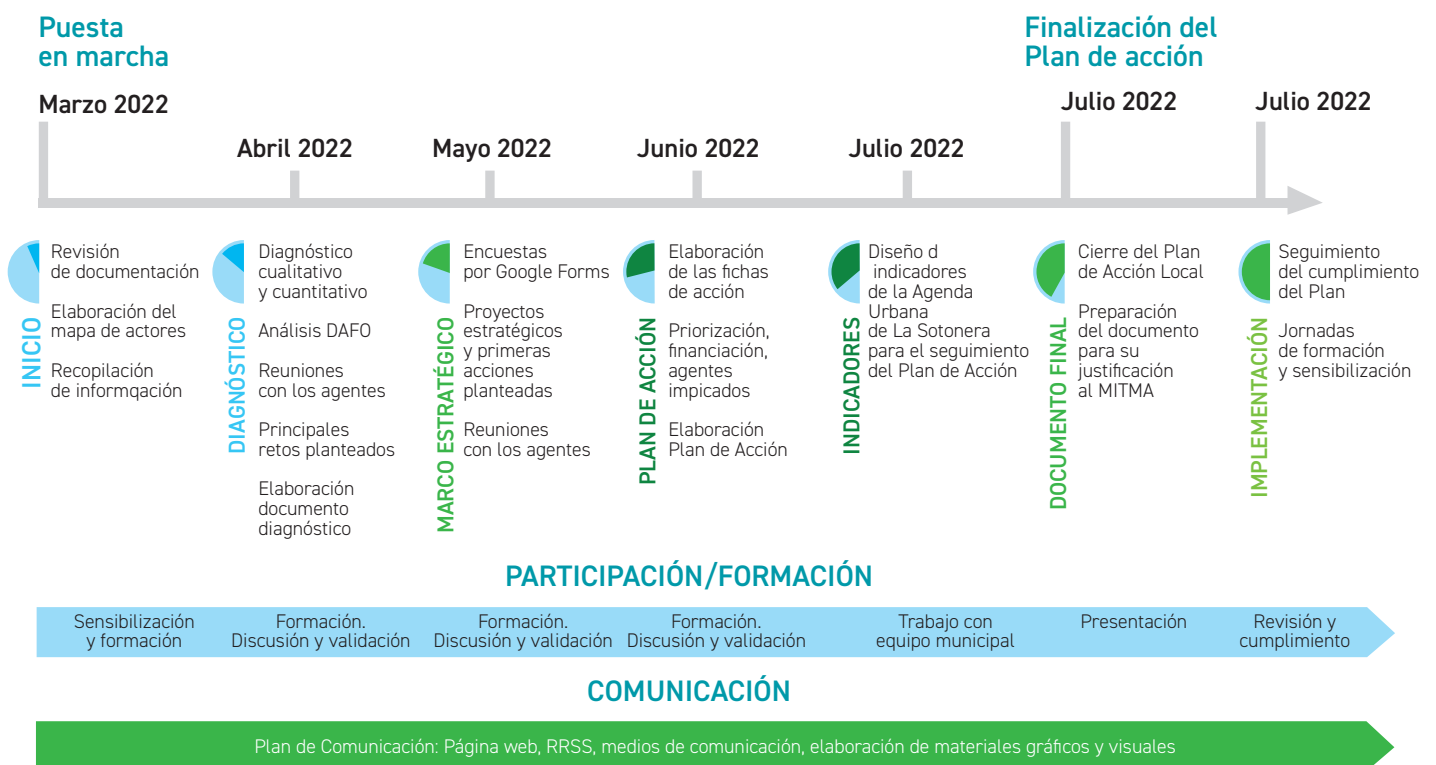 Puesta
en marcha
Finalización del
Plan de acción
Marzo 2022
Abril 2022
Mayo 2022
Junio 2022
Julio 2022
Julio 2022
Julio 2022
INICIO
Revisión
de documentación
Elaboración del
mapa de actores
Recopilación
de informqación
DIAGNÓSTICO
Diagnóstico
cualitativo
y cuantitativo
Análisis DAFO
Reuniones
con los agentes
Principales
retos planteados
Elaboración
documento
diagnóstico
MARCO ESTRATÉGICO
Encuestas
por Google Forms
Proyectos
estratégicos
y primeras
acciones
planteadas
Reuniones
con los agentes
PLAN DE ACCIÓN
Elaboración
de las fichas
de acción
Priorización,
financiación,
agentes
impicados
Elaboración
Plan de Acción
INDICADORES
Diseño d
indicadores
de la Agenda
Urbana
de La Sotonera
para el seguimiento
del Plan de Acción
DOCUMENTO FINAL
Cierre del Plan
de Acción Local
Preparación
del documento
para su
justificación
al MITMA
IMPLEMENTACIÓN
Seguimiento
del cumplimiento
del Plan
Jornadas
de formación
y sensibilización
PARTICIPACIÓN/FORMACIÓN
Sensibilización
y formación
Formación.
Discusión y validación
Formación.
Discusión y validación
Formación.
Discusión y validación
Trabajo con
equipo municipal
Presentación
Revisión y
cumplimiento
COMUNICACIÓN
Plan de Comunicación: Página web, RRSS, medios de comunicación, elaboración de materiales gráficos y visuales